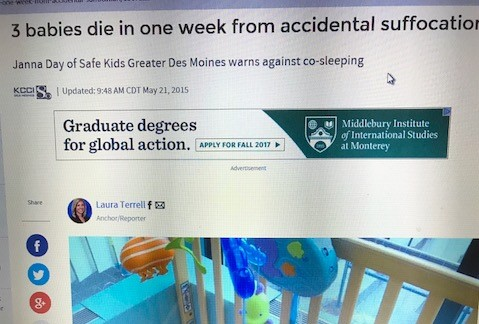 3 babies die in one week from accidental suffocation
Janna Day of Safe Kids Greater Des Moines warns against co-sleeping
KCCI 8 | Updated: 9:48 AM CDT May 21, 2015
Graduate degrees
for global action. APPLY FOR FALL 2017
Middlebury Institute
of International Studies
at Monterey
Advertisement
Share
Laura Terrell f
Anchor/Reporter
f
g+